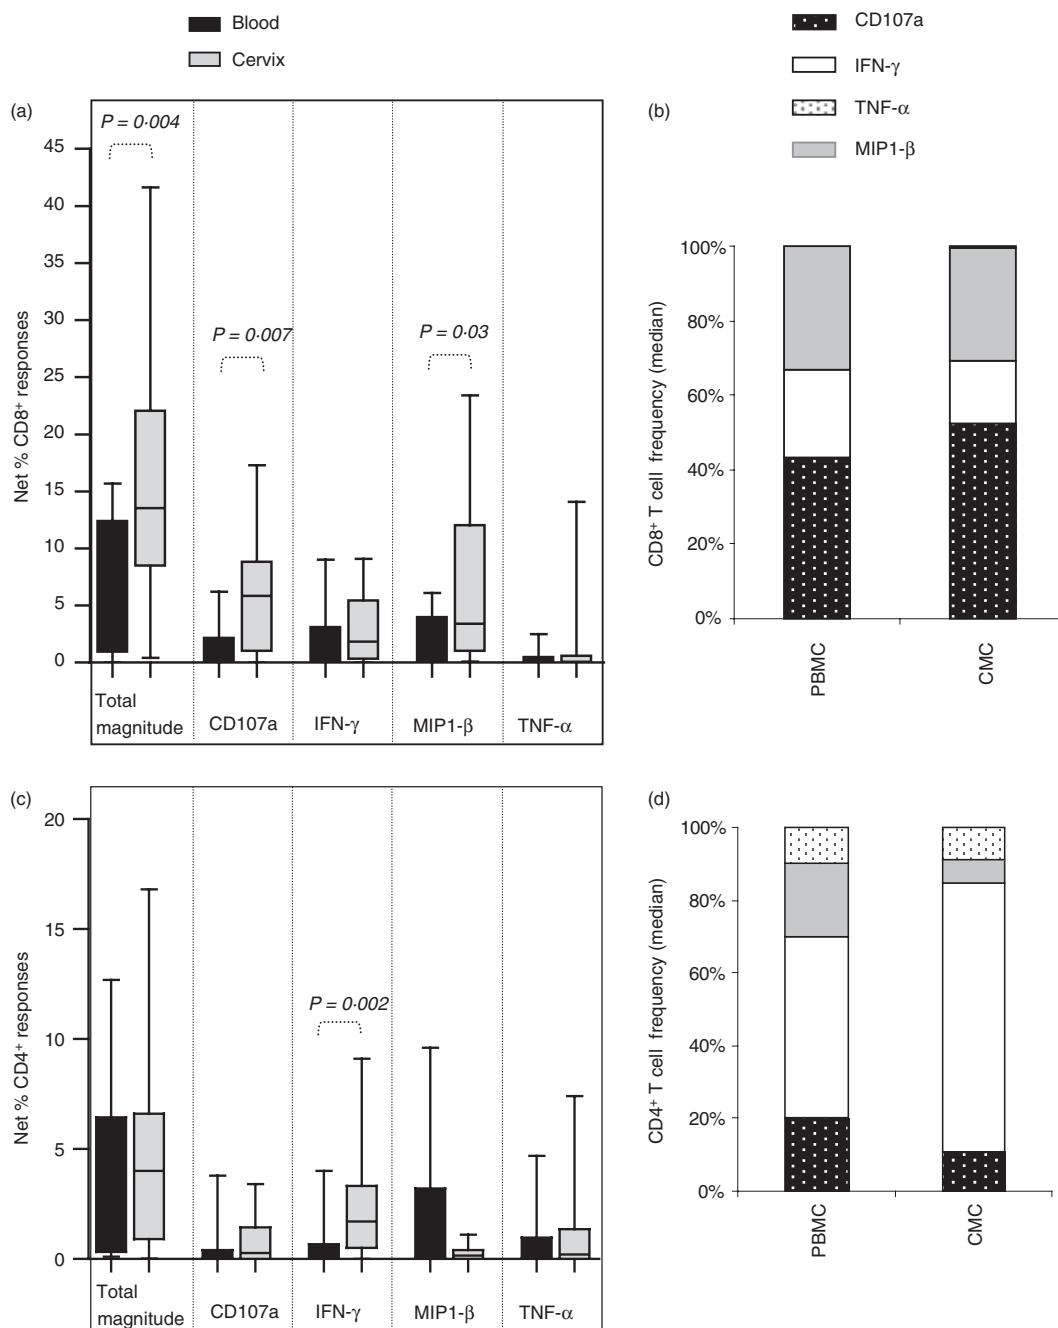 Blood
Cervix
(a)
P = 0·004
P = 0·007
P = 0·03
Net % CD8⁺ responses
45
40
35
30
25
20
15
10
5
0
Total
magnitude
CD107a
IFN-γ
MIP1-β
TNF-α
CD107a
IFN-γ
TNF-α
MIP1-β
(b)
CD8⁺ T cell frequency (median)
100%
80%
60%
40%
20%
0%
PBMC
CMC
(c)
P = 0·002
Net % CD4⁺ responses
20
15
10
5
0
Total
magnitude
CD107a
IFN-γ
MIP1-β
TNF-α
(d)
CD4⁺ T cell frequency (median)
100%
80%
60%
40%
20%
0%
PBMC
CMC